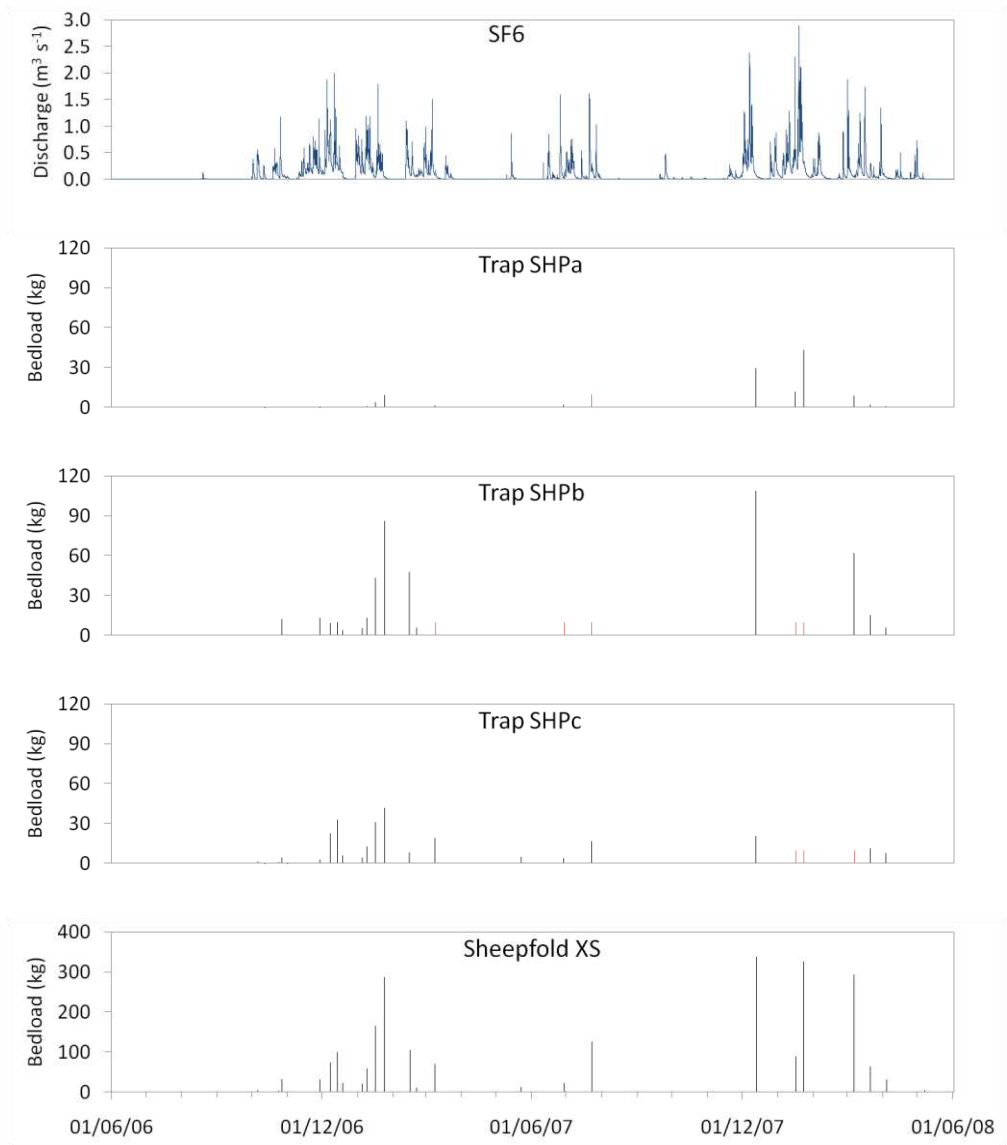 SF6
Discharge (m³ s⁻¹)
3.0
2.5
2.0
1.5
1.0
0.5
0.0
Trap SHPa
Bedload (kg)
120
90
60
30
0
Trap SHPb
Bedload (kg)
120
90
60
30
0
Trap SHPc
Bedload (kg)
120
90
60
30
0
Sheepfold XS
Bedload (kg)
400
300
200
100
0
01/06/06 01/12/06 01/06/07 01/12/07 01/06/08